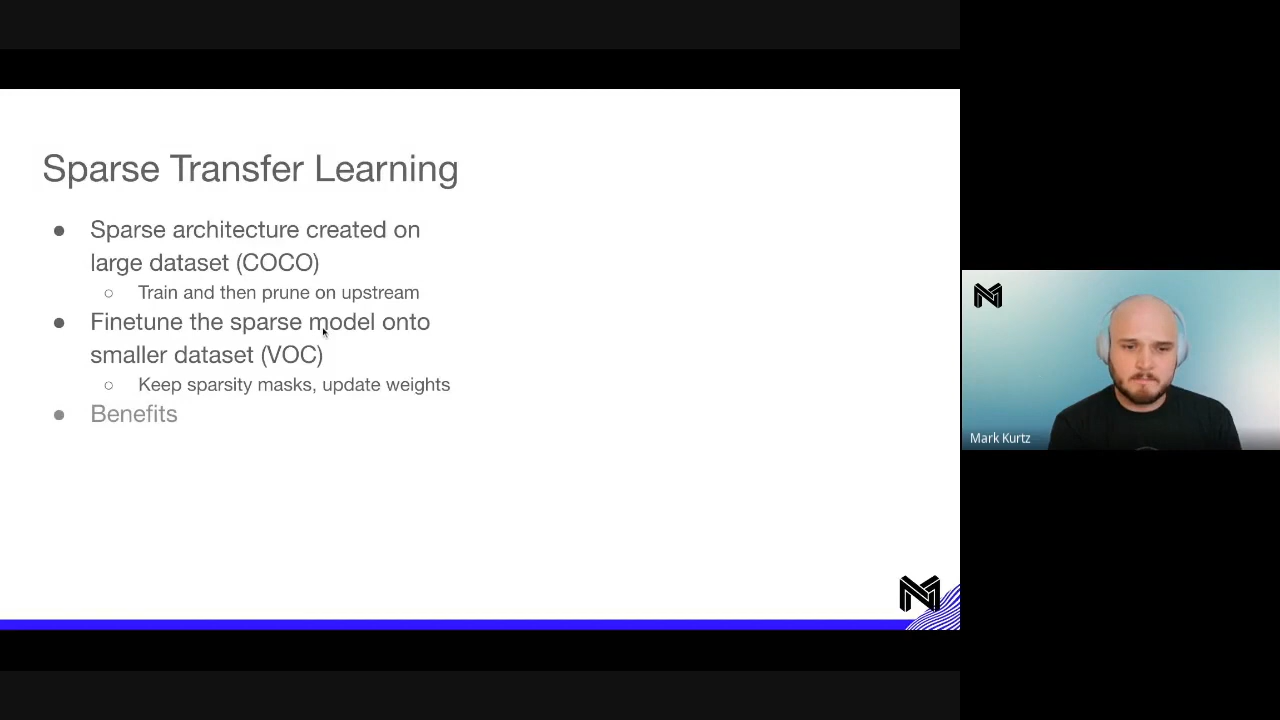 Sparse Transfer Learning
● Sparse architecture created on
large dataset (COCO)
○ Train and then prune on upstream
● Finetune the sparse model onto
smaller dataset (VOC)
○ Keep sparsity masks, update weights
● Benefits
Mark Kurtz